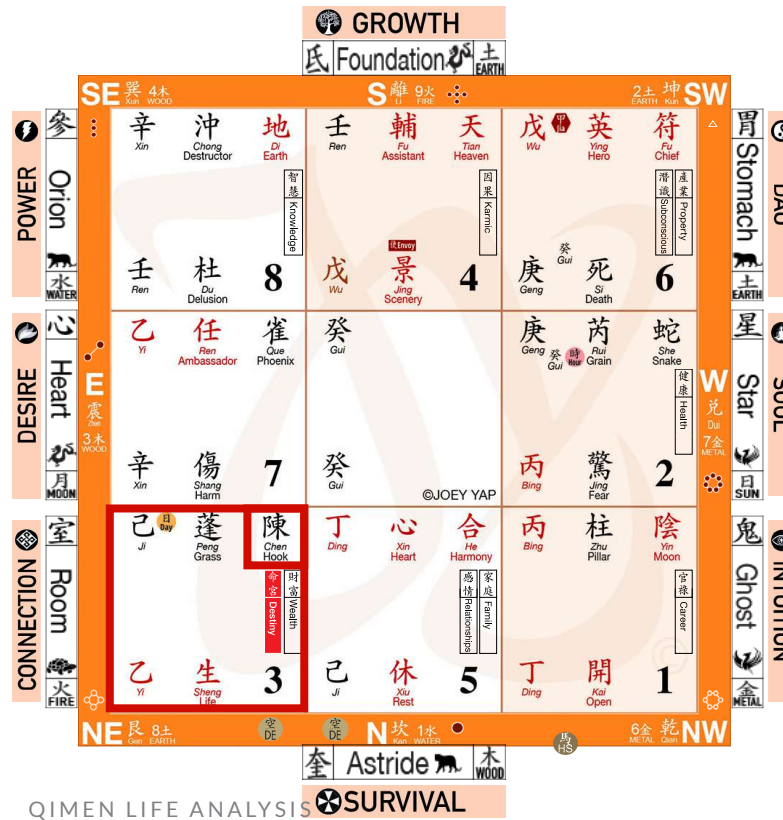 GROWTH
氐 Foundation 土 EARTH
SE 巽 Xun 4木 WOOD
S 離 Li 9火 FIRE
2土 EARTH 坤 Kun SW
參 Orion 水 WATER
POWER
心 Heart 月 MOON
DESIRE
室 Room 火 FIRE
CONNECTION
E 震 Zhen 3木 WOOD
辛 Xin 沖 Chong Destructor 地 Di Earth
智慧 Knowledge
壬 Ren 杜 Du Delusion 8
壬 Ren 輔 Fu Assistant 天 Tian Heaven
因果 Karmic
使 Envoy
戊 Wu 景 Jing Scenery 4
戊 Wu 英 Ying Hero 符 Fu Chief
潛識 Subconscious
產業 Property
癸 Gui
庚 Geng 死 Si Death 6
乙 Yi 任 Ren Ambassador 雀 Que Phoenix
辛 Xin 傷 Shang Harm 7
癸 Gui
癸 Gui
©JOEY YAP
庚 Geng 癸 Gui 時 Hour 芮 Rui Grain 蛇 She Snake
健康 Health
丙 Bing 驚 Jing Fear 2
己 Ji 日 Day 蓬 Peng Grass 陳 Chen Hook
命宮 Destiny
財富 Wealth
乙 Yi 生 Sheng Life 3
丁 Ding 心 Xin Heart 合 He Harmony
感情 Relationships
家庭 Family
己 Ji 休 Xiu Rest 5
丙 Bing 柱 Zhu Pillar 陰 Yin Moon
官祿 Career
丁 Ding 開 Kai Open 1
W 兌 Dui 7金 METAL
胃 Stomach 土 EARTH
星 Star 日 SUN
SOUL
鬼 Ghost 金 METAL
INTUITION
NE 艮 Gen 8土 EARTH
空 DE
空 DE
N 坎 Kan 1水 WATER
馬 HS
6金 METAL 乾 Qian NW
奎 Astride 木 WOOD
SURVIVAL
QIMEN LIFE ANALYSIS